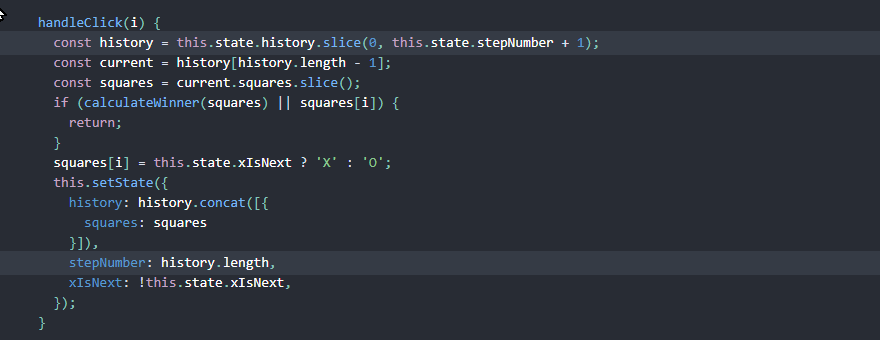 handleClick(i) {
const history = this.state.history.slice(0, this.state.stepNumber + 1);
const current = history[history.length - 1];
const squares = current.squares.slice();
if (calculateWinner(squares) || squares[i]) {
return;
}
squares[i] = this.state.xIsNext ? 'X' : 'O';
this.setState({
history: history.concat([{
squares: squares
}]),
stepNumber: history.length,
xIsNext: !this.state.xIsNext,
});
}